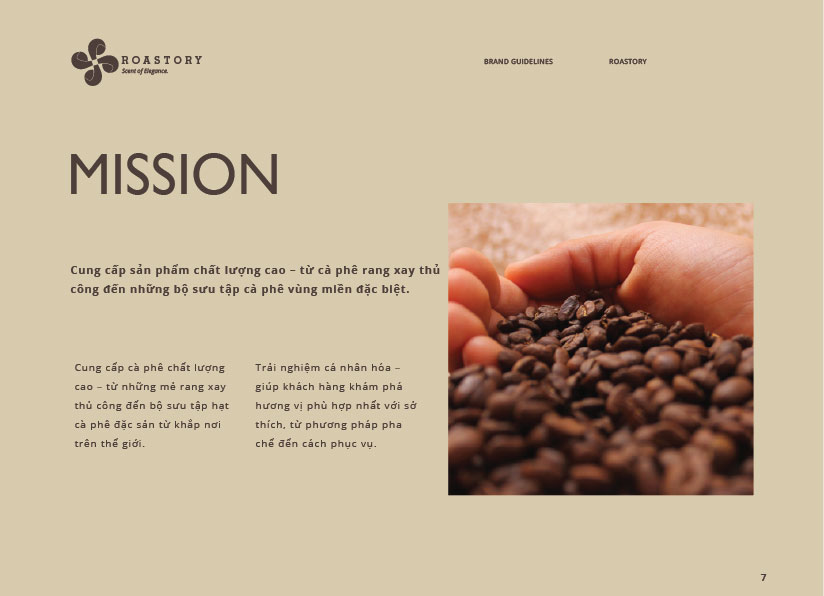 ROASTORY
Scent of Elegance.
BRAND GUIDELINES
ROASTORY
MISSION
Cung cấp sản phẩm chất lượng cao – từ cà phê rang xay thủ
công đến những bộ sưu tập cà phê vùng miền đặc biệt.
Cung cấp cà phê chất lượng
cao – từ những mẻ rang xay
thủ công đến bộ sưu tập hạt
cà phê đặc sản từ khắp nơi
trên thế giới.
Trải nghiệm cá nhân hóa –
giúp khách hàng khám phá
hương vị phù hợp nhất với sở
thích, từ phương pháp pha
chế đến cách phục vụ.
7